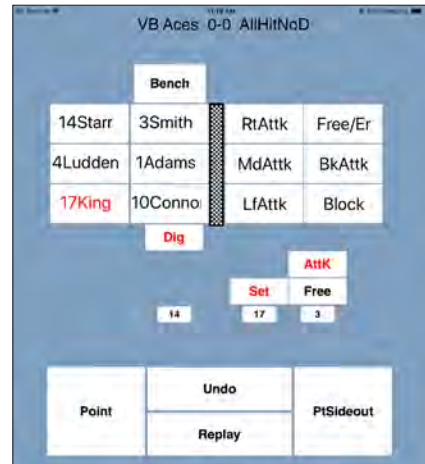 VB Aces 0-0 AllHitNoD
Bench
14Starr 3Smith RtAttk Free/Er
4Ludden 1Adams MdAttk BkAttk
17King 10Conno LfAttk Block
Dig
AttK
Set Free
14 17 3
Undo
Point PtSideout
Replay